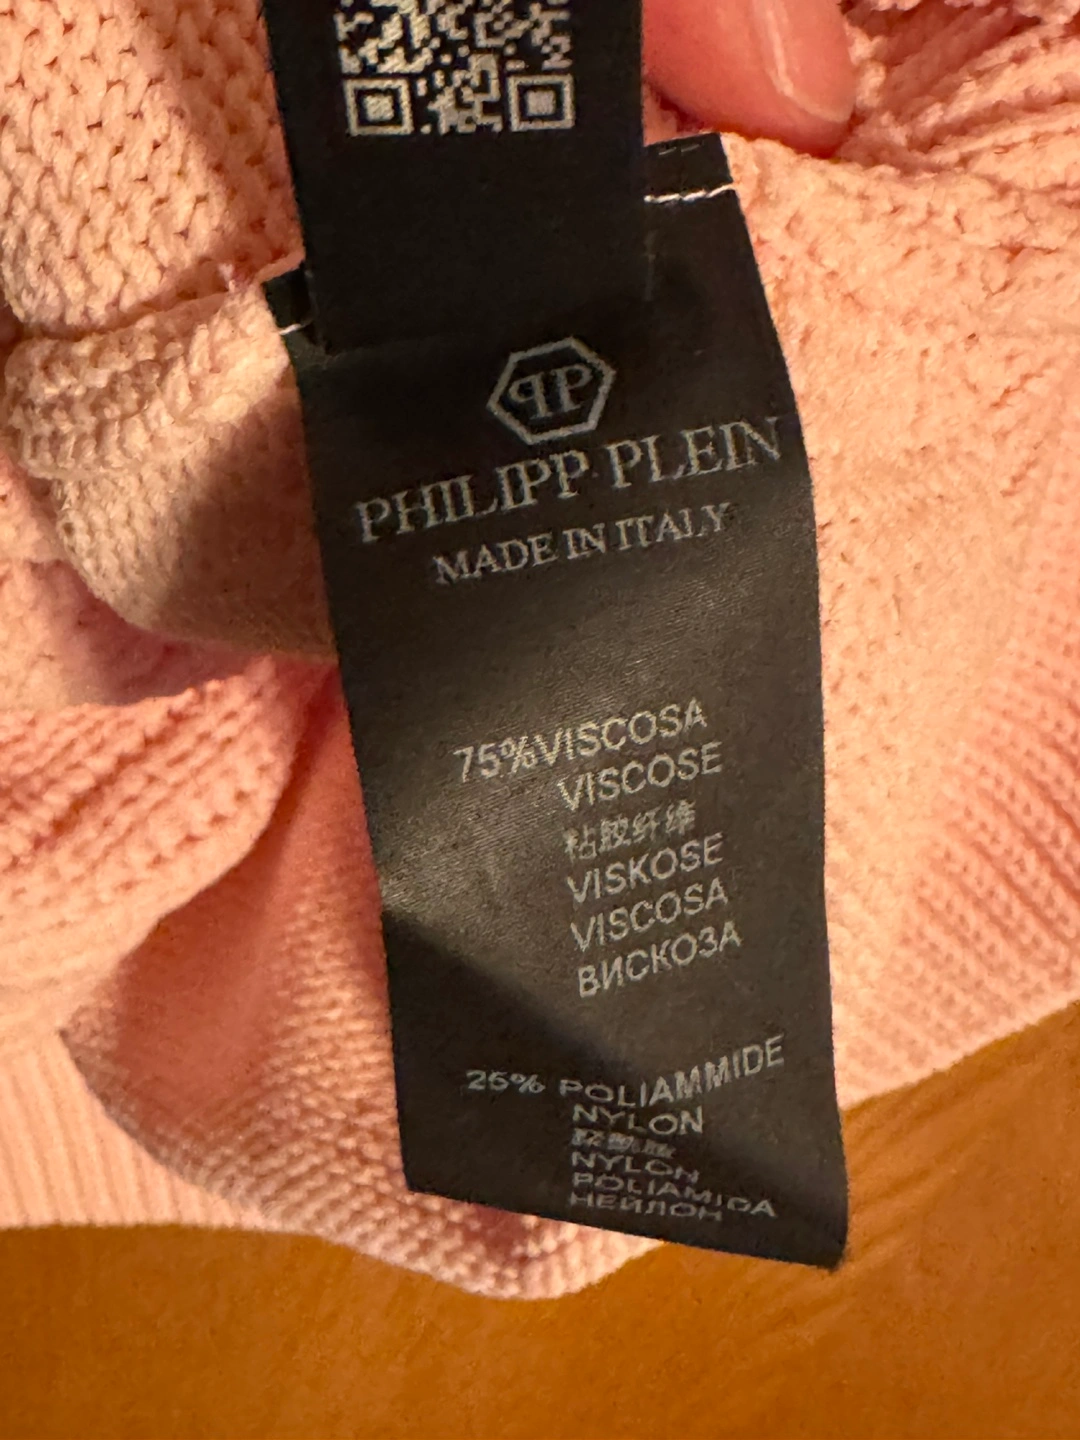 PHILIPP PLEIN
MADE IN ITALY
75%VISCOSA
VISCOSE
粘胶纤维
VISKOSE
VISCOSA
ВИСКОЗА
25% POLIAMMIDE
NYLON
NYLON
POLIAMIDA
НЕЙЛОН